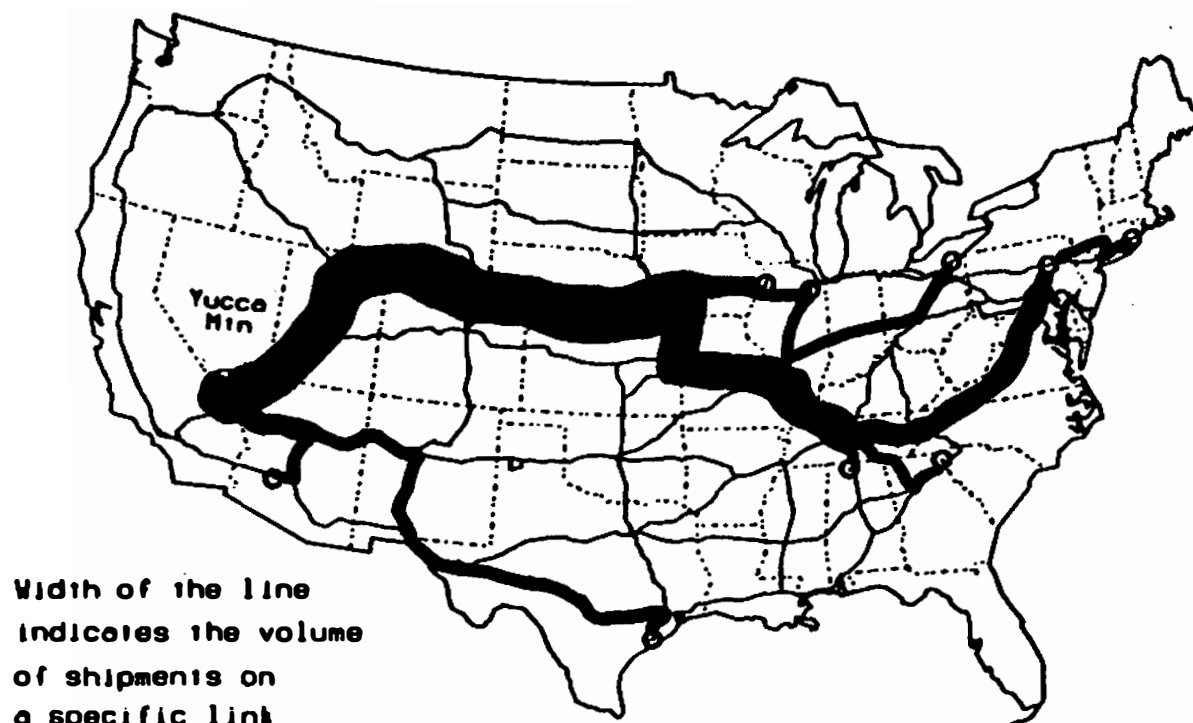 Yucca
Mtn
Width of the line
indicates the volume
of shipments on
a specific link